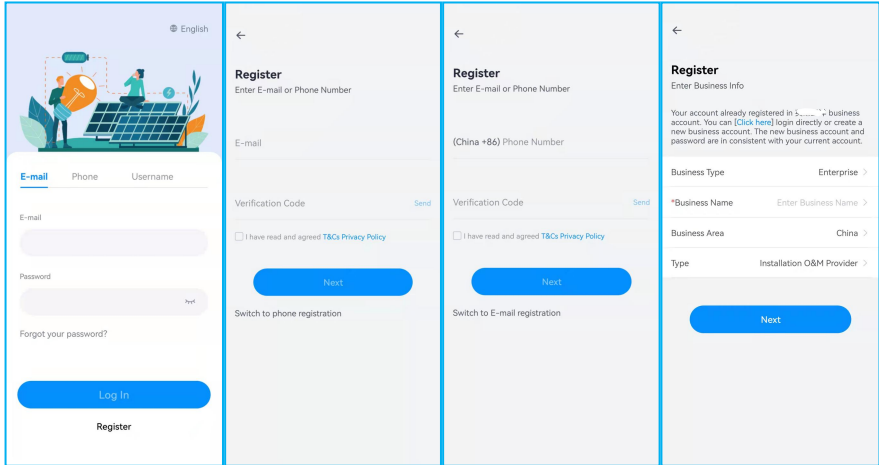 English
E-mail Phone Username
E-mail
Password
Forgot your password?
Log In
Register
Register
Enter E-mail or Phone Number
E-mail
Verification Code Send
I have read and agreed T&Cs Privacy Policy
Next
Switch to phone registration
Register
Enter E-mail or Phone Number
(China +86) Phone Number
Verification Code Send
I have read and agreed T&Cs Privacy Policy
Next
Switch to E-mail registration
Register
Enter Business Info
Your account already registered in business
account. You can [Click here] login directly or create a
new business account. The new business account and
password are in consistent with your current account.
Business Type Enterprise
*Business Name Enter Business Name
Business Area China
Type Installation O&M Provider
Next